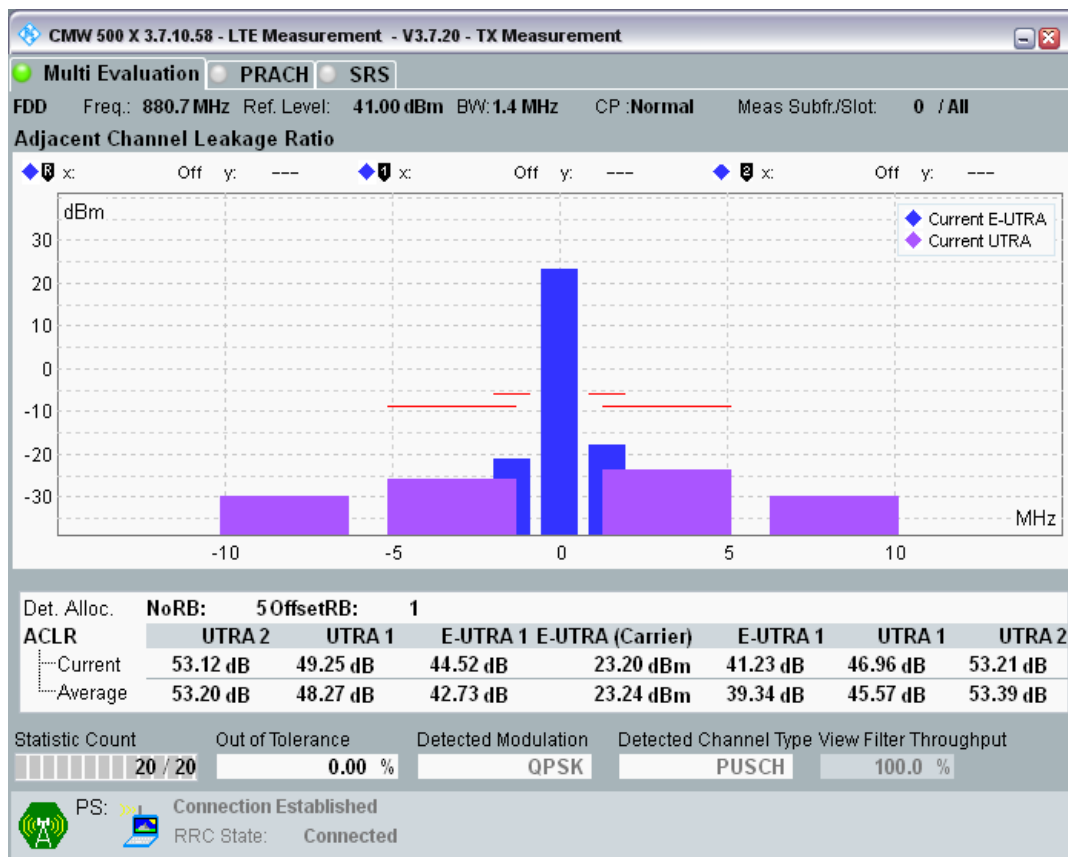 CMW 500 X 3.7.10.58 - LTE Measurement - V3.7.20 - TX Measurement
Multi Evaluation PRACH SRS
FDD Freq.: 880.7 MHz Ref. Level: 41.00 dBm BW: 1.4 MHz CP :Normal Meas Subfr./Slot: 0 / All
Adjacent Channel Leakage Ratio
R x: Off y: --- 1 x: Off y: --- 2 x: Off y: ---
dBm
Current E-UTRA
Current UTRA
30
20
10
0
-10
-20
-30
MHz
-10 -5 0 5 10
Det. Alloc. NoRB: 5 OffsetRB: 1
ACLR UTRA 2 UTRA 1 E-UTRA 1 E-UTRA (Carrier) E-UTRA 1 UTRA 1 UTRA 2
Current 53.12 dB 49.25 dB 44.52 dB 23.20 dBm 41.23 dB 46.96 dB 53.21 dB
Average 53.20 dB 48.27 dB 42.73 dB 23.24 dBm 39.34 dB 45.57 dB 53.39 dB
Statistic Count Out of Tolerance Detected Modulation Detected Channel Type View Filter Throughput
20 / 20 0.00 % QPSK PUSCH 100.0 %
PS: Connection Established
RRC State: Connected